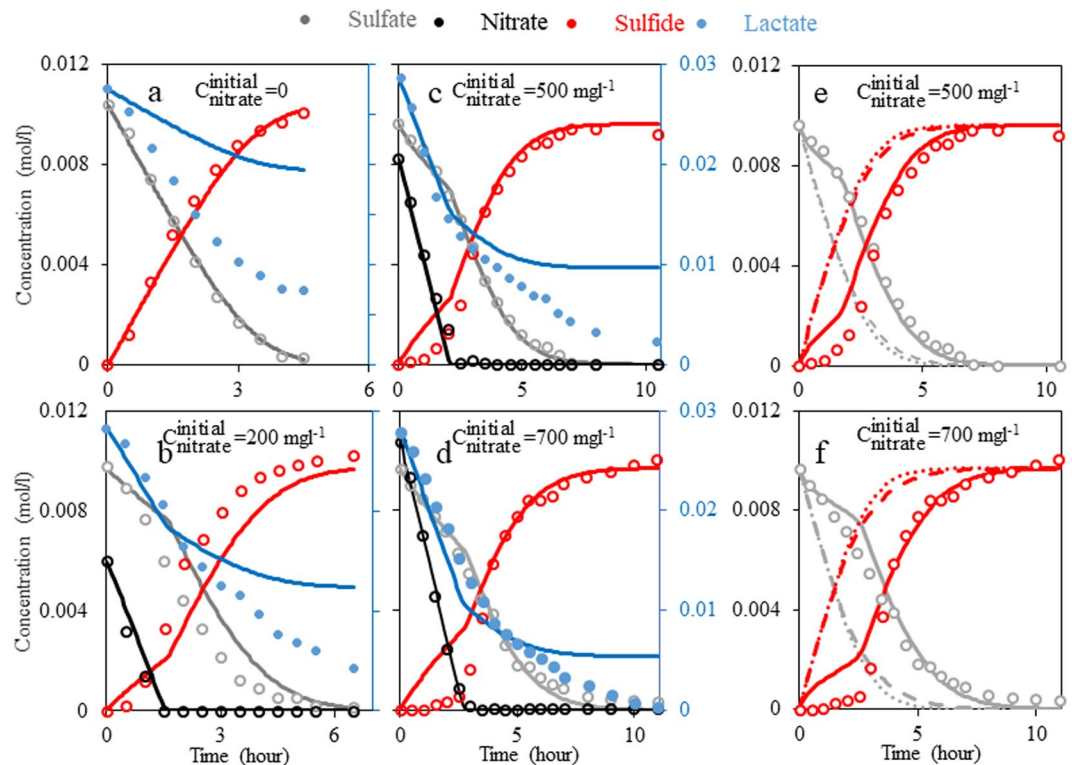 Sulfate Nitrate Sulfide Lactate
0.012 0.03 0.012
a C initial nitrate =0 c C initial nitrate =500 mgl-1 e C initial nitrate =500 mgl-1
0.008 0.02 0.008
Concentration (mol/l)
0.004 0.01 0.004
0 0 0
0 3 6 0 5 10 0 5 10
0.012 0.03 0.012
b C initial nitrate =200 mgl-1 d C initial nitrate =700 mgl-1 f C initial nitrate =700 mgl-1
0.008 0.02 0.008
Concentration (mol/l)
0.004 0.01 0.004
0 0 0
0 3 6 0 5 10 0 5 10
Time (hour) Time (hour) Time (hour)